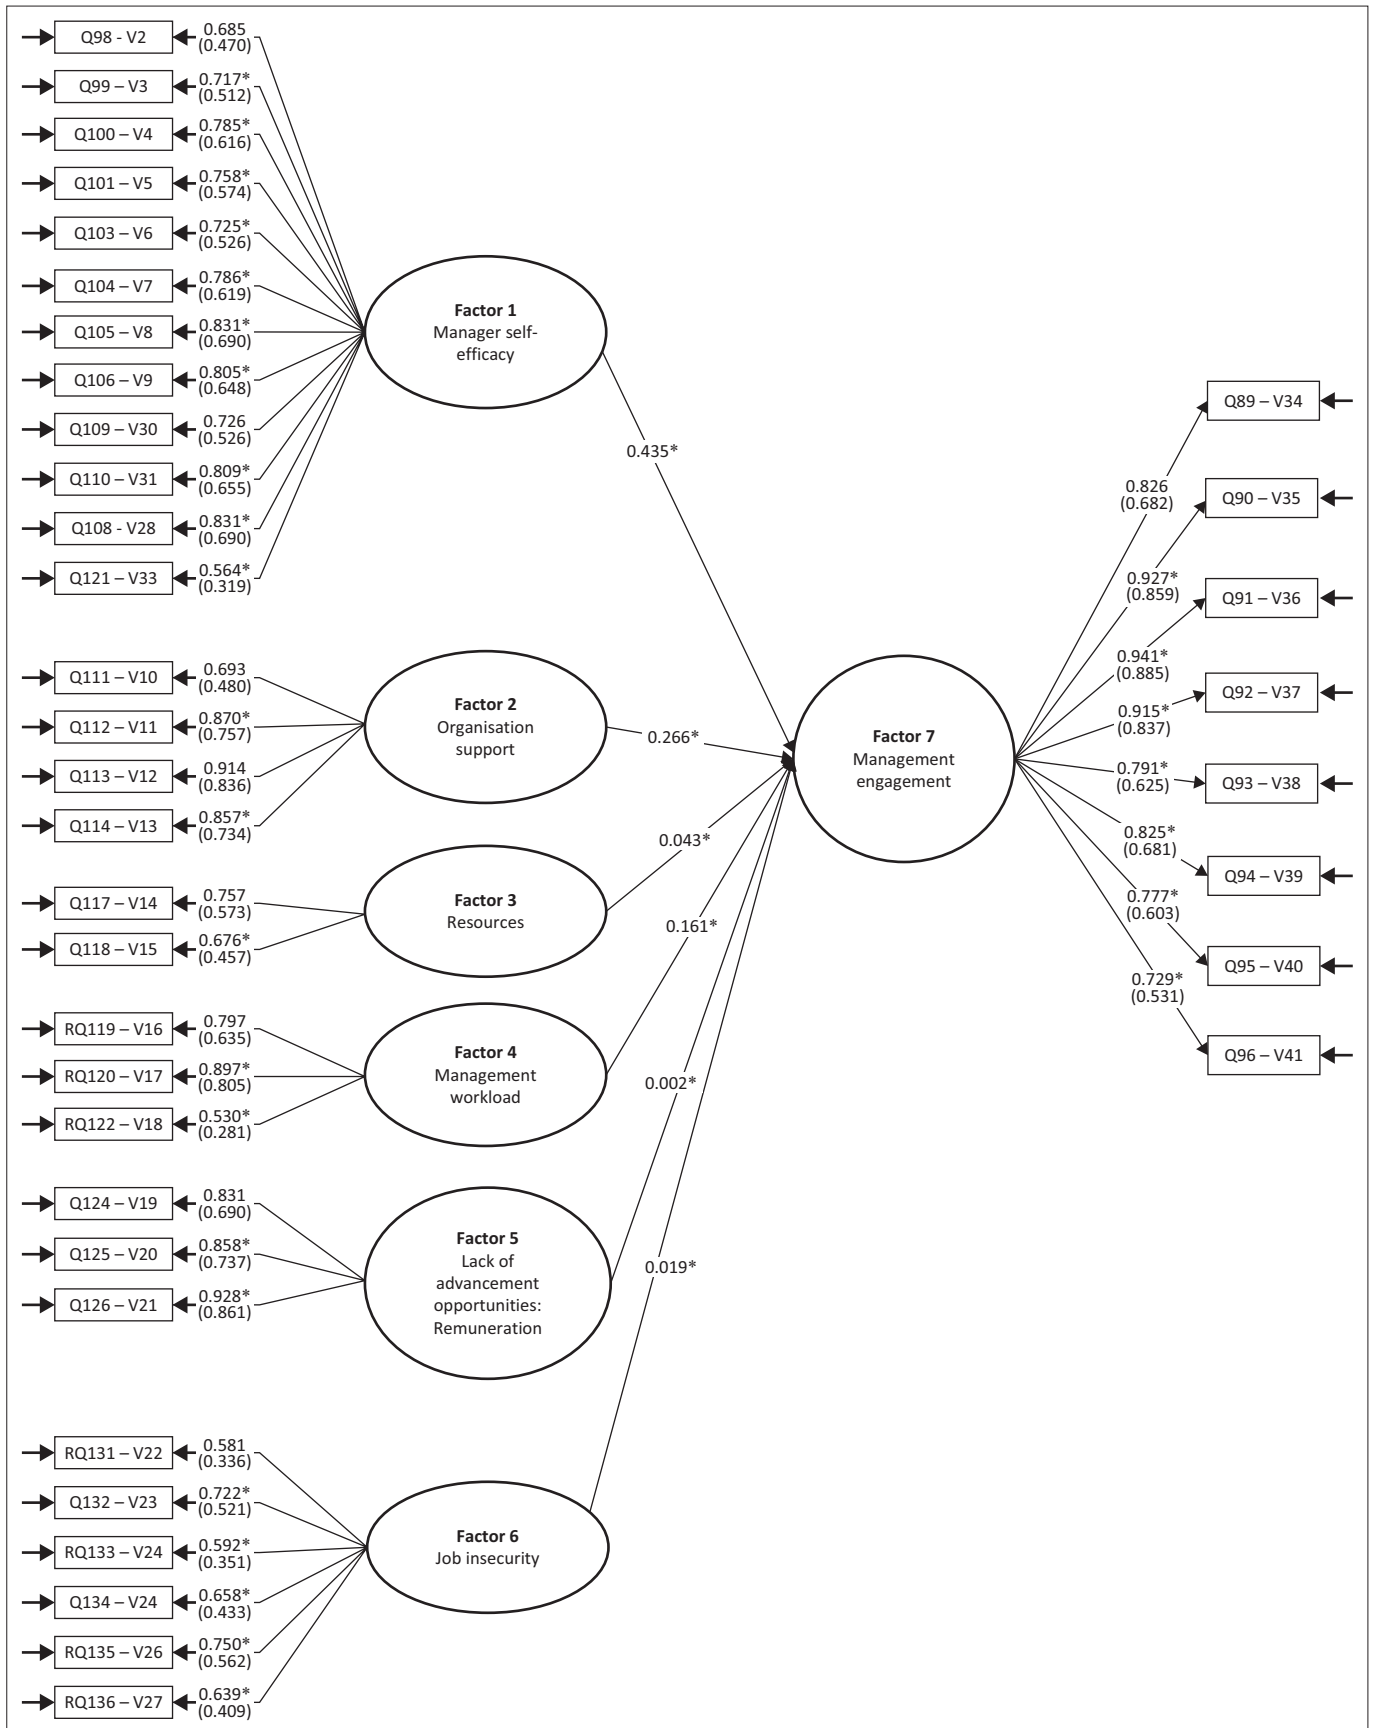 Q98 - V2
0.685
(0.470)
Q99 – V3
0.717*
(0.512)
Q100 – V4
0.785*
(0.616)
Q101 – V5
0.758*
(0.574)
Q103 – V6
0.725*
(0.526)
Q104 – V7
0.786*
(0.619)
Q105 – V8
0.831*
(0.690)
Q106 – V9
0.805*
(0.648)
Q109 – V30
0.726
(0.526)
Q110 – V31
0.809*
(0.655)
Q108 - V28
0.831*
(0.690)
Q121 – V33
0.564*
(0.319)
Factor 1
Manager self-
efficacy
0.435*
Q111 – V10
0.693
(0.480)
Q112 – V11
0.870*
(0.757)
Q113 – V12
0.914
(0.836)
Q114 – V13
0.857*
(0.734)
Factor 2
Organisation
support
0.266*
Q117 – V14
0.757
(0.573)
Q118 – V15
0.676*
(0.457)
Factor 3
Resources
0.043*
RQ119 – V16
0.797
(0.635)
RQ120 – V17
0.897*
(0.805)
RQ122 – V18
0.530*
(0.281)
Factor 4
Management
workload
0.161*
Q124 – V19
0.831
(0.690)
Q125 – V20
0.858*
(0.737)
Q126 – V21
0.928*
(0.861)
Factor 5
Lack of
advancement
opportunities:
Remuneration
0.002*
RQ131 – V22
0.581
(0.336)
Q132 – V23
0.722*
(0.521)
RQ133 – V24
0.592*
(0.351)
Q134 – V24
0.658*
(0.433)
RQ135 – V26
0.750*
(0.562)
RQ136 – V27
0.639*
(0.409)
Factor 6
Job insecurity
0.019*
Factor 7
Management
engagement
0.826
(0.682)
Q89 – V34
0.927*
(0.859)
Q90 – V35
0.941*
(0.885)
Q91 – V36
0.915*
(0.837)
Q92 – V37
0.791*
(0.625)
Q93 – V38
0.825*
(0.681)
Q94 – V39
0.777*
(0.603)
Q95 – V40
0.729*
(0.531)
Q96 – V41